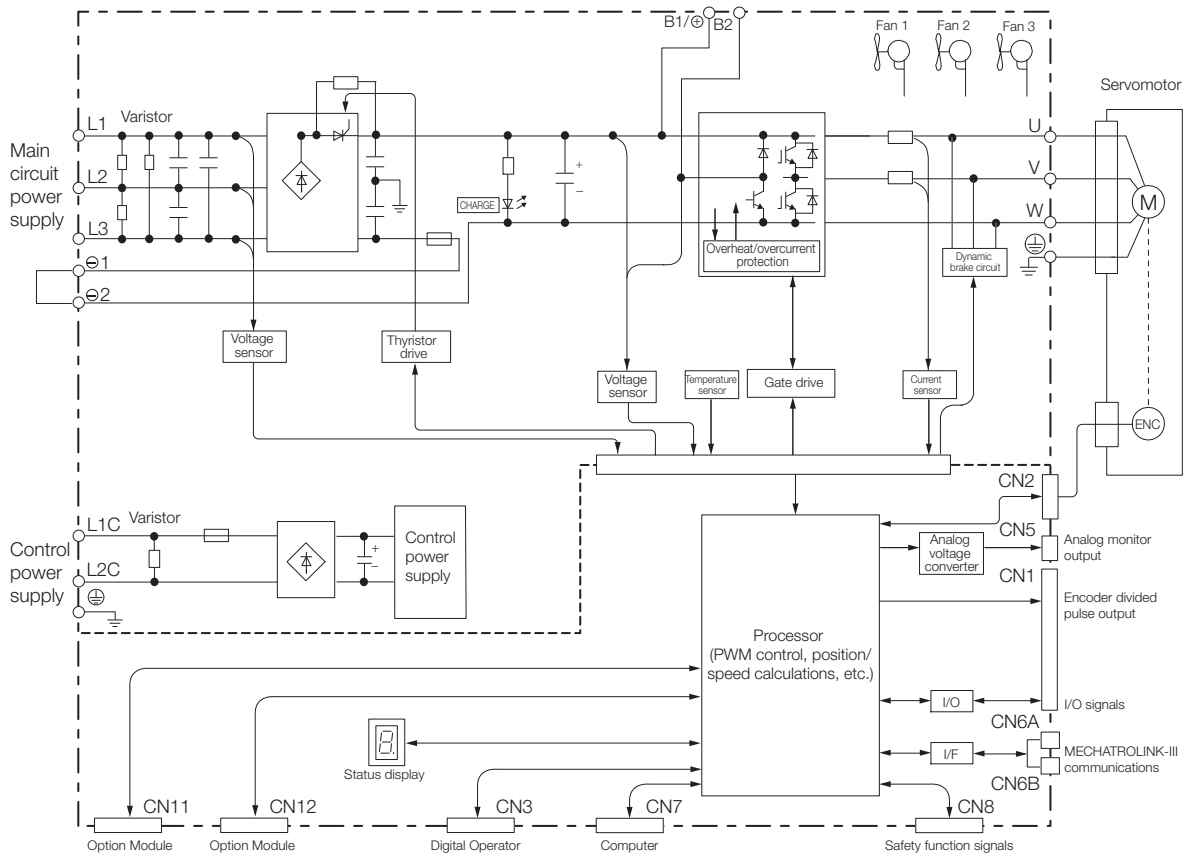 B1/⊕ B2
Fan 1 Fan 2 Fan 3
Servomotor
Main
circuit
power
supply
L1
Varistor
L2
L3
⊖1
⊖2
CHARGE
+
–
Overheat/overcurrent
protection
U
V
W
M
Dynamic
brake circuit
Voltage
sensor
Thyristor
drive
Voltage
sensor
Temperature
sensor
Gate drive
Current
sensor
ENC
Control
power
supply
L1C
Varistor
L2C
+
–
Control
power
supply
CN2
CN5
Analog
voltage
converter
Analog monitor
output
CN1
Encoder divided
pulse output
Processor
(PWM control, position/
speed calculations, etc.)
I/O
I/O signals
CN6A
I/F
MECHATROLINK-III
communications
CN6B
8.
Status display
CN11
Option Module
CN12
Option Module
CN3
Digital Operator
CN7
Computer
CN8
Safety function signals